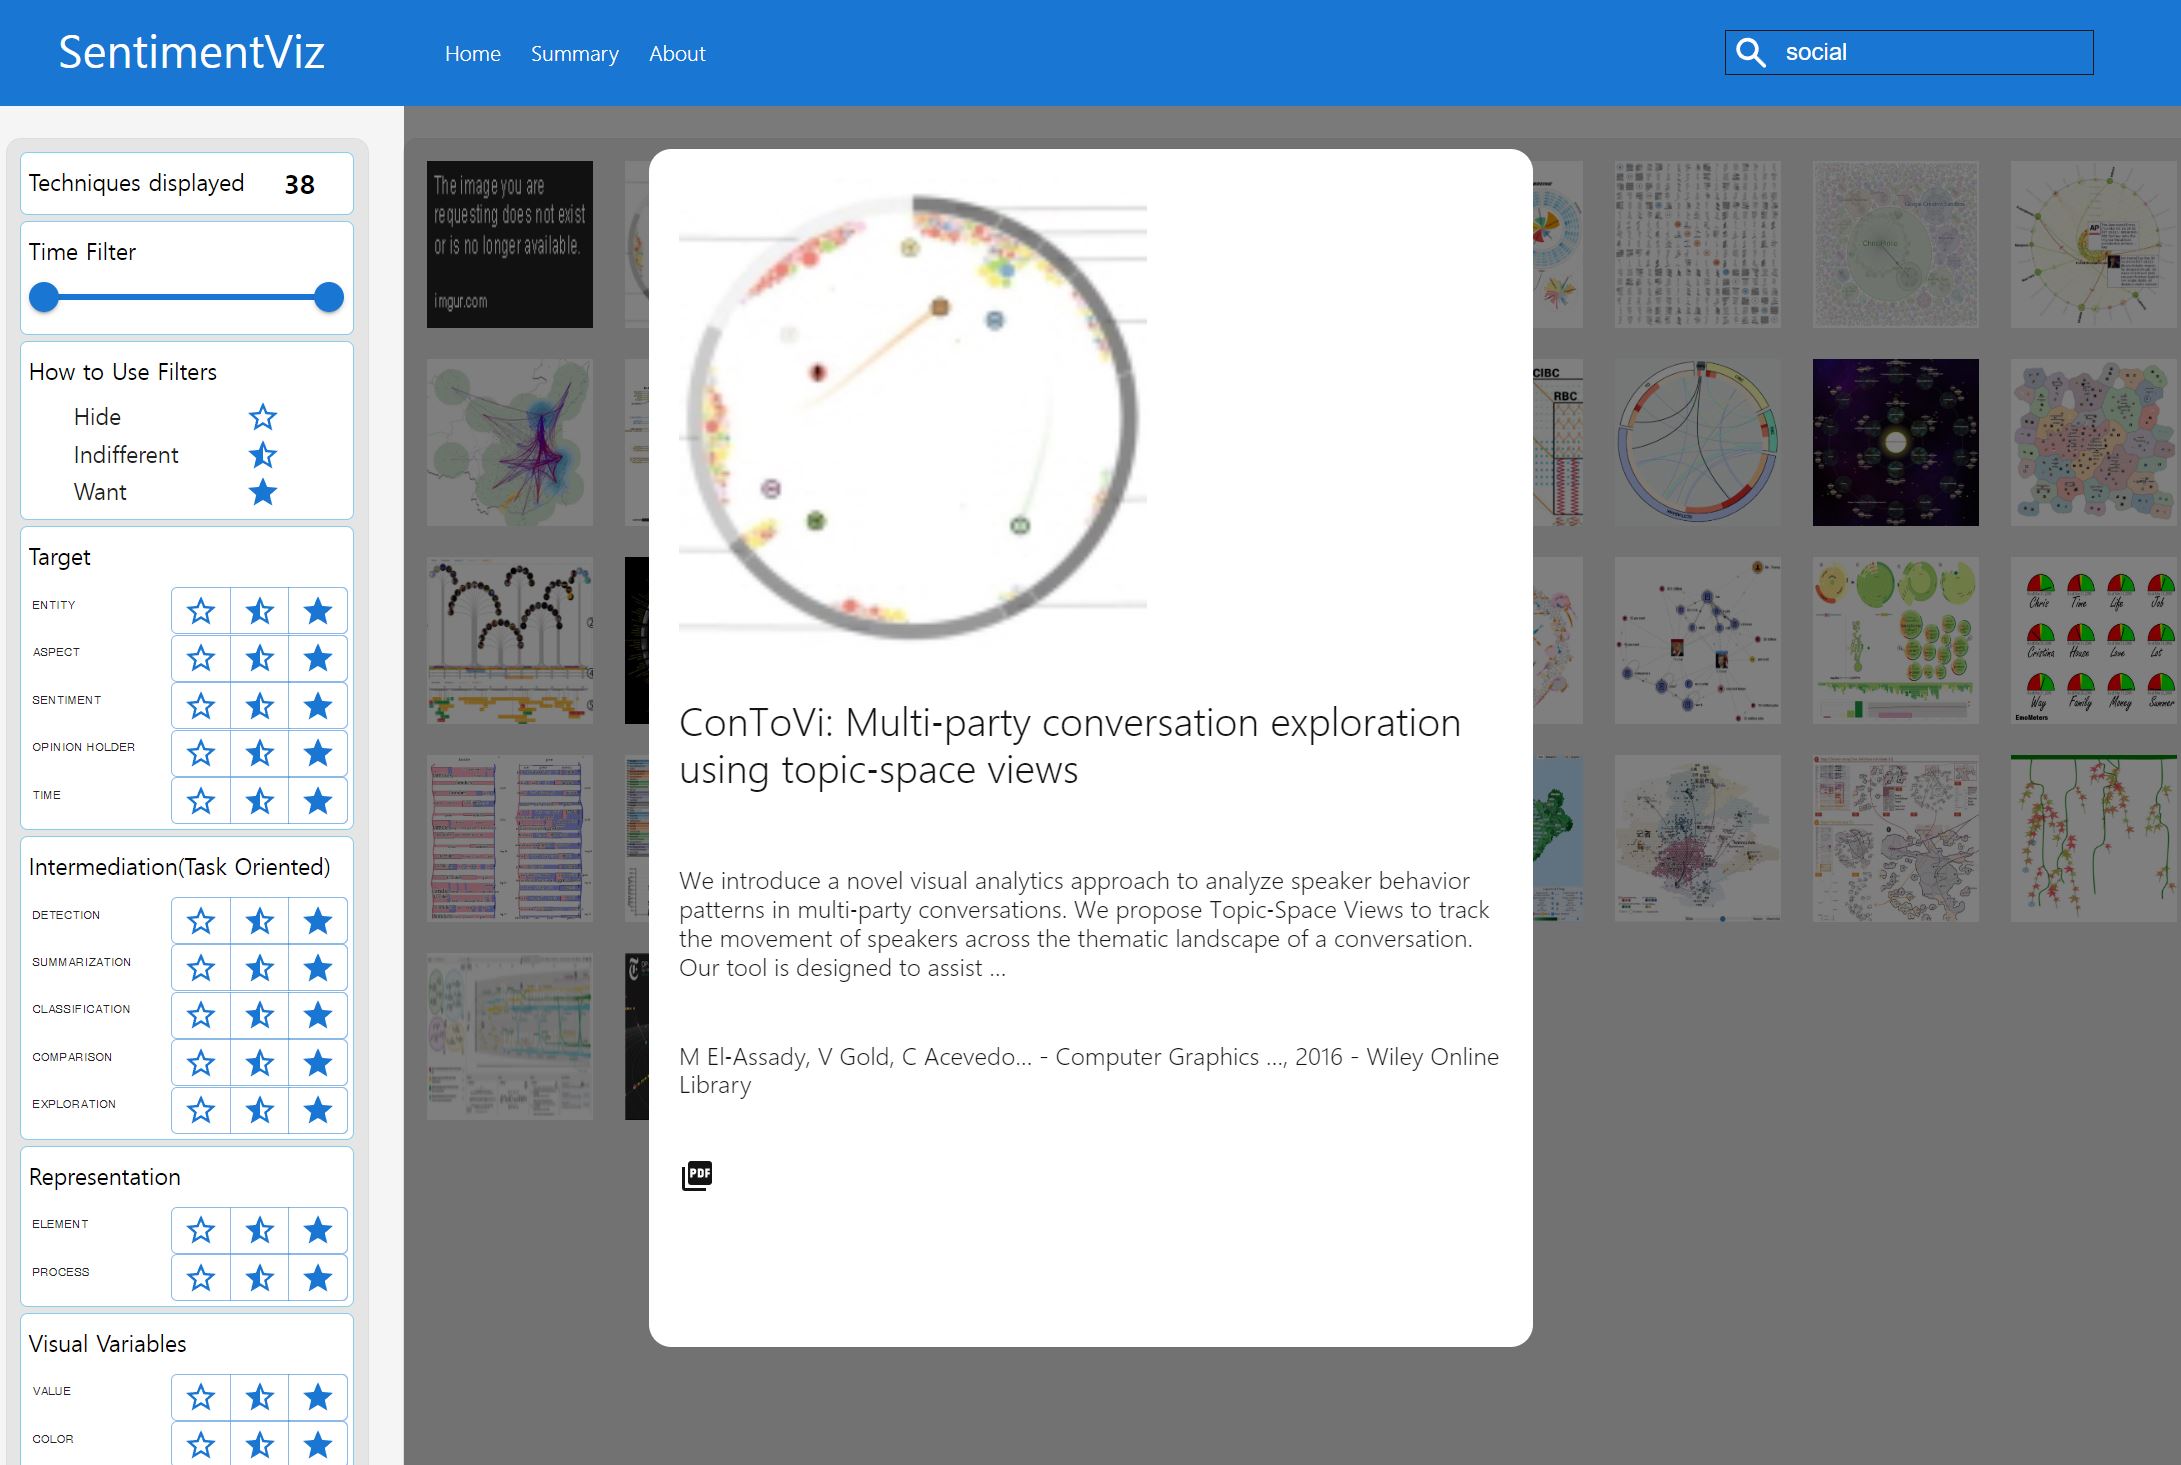 SentimentViz
Home
Summary
About
social
Techniques displayed 38
Time Filter
How to Use Filters
Hide
Indifferent
Want
Target
ENTITY
ASPECT
SENTIMENT
OPINION HOLDER
TIME
Intermediation(Task Oriented)
DETECTION
SUMMARIZATION
CLASSIFICATION
COMPARISON
EXPLORATION
Representation
ELEMENT
PROCESS
Visual Variables
VALUE
COLOR
The image you are
requesting does not exist
or is no longer available.
imgur.com
ConToVi: Multi-party conversation exploration
using topic-space views
We introduce a novel visual analytics approach to analyze speaker behavior
patterns in multi-party conversations. We propose Topic-Space Views to track
the movement of speakers across the thematic landscape of a conversation.
Our tool is designed to assist ...
M El-Assady, V Gold, C Acevedo... - Computer Graphics ..., 2016 - Wiley Online
Library
PDF
AP
CIBC
RBC
Chris Time Life Job
Cristina House Love Lot
Way Family Money Summer
EmoMeters